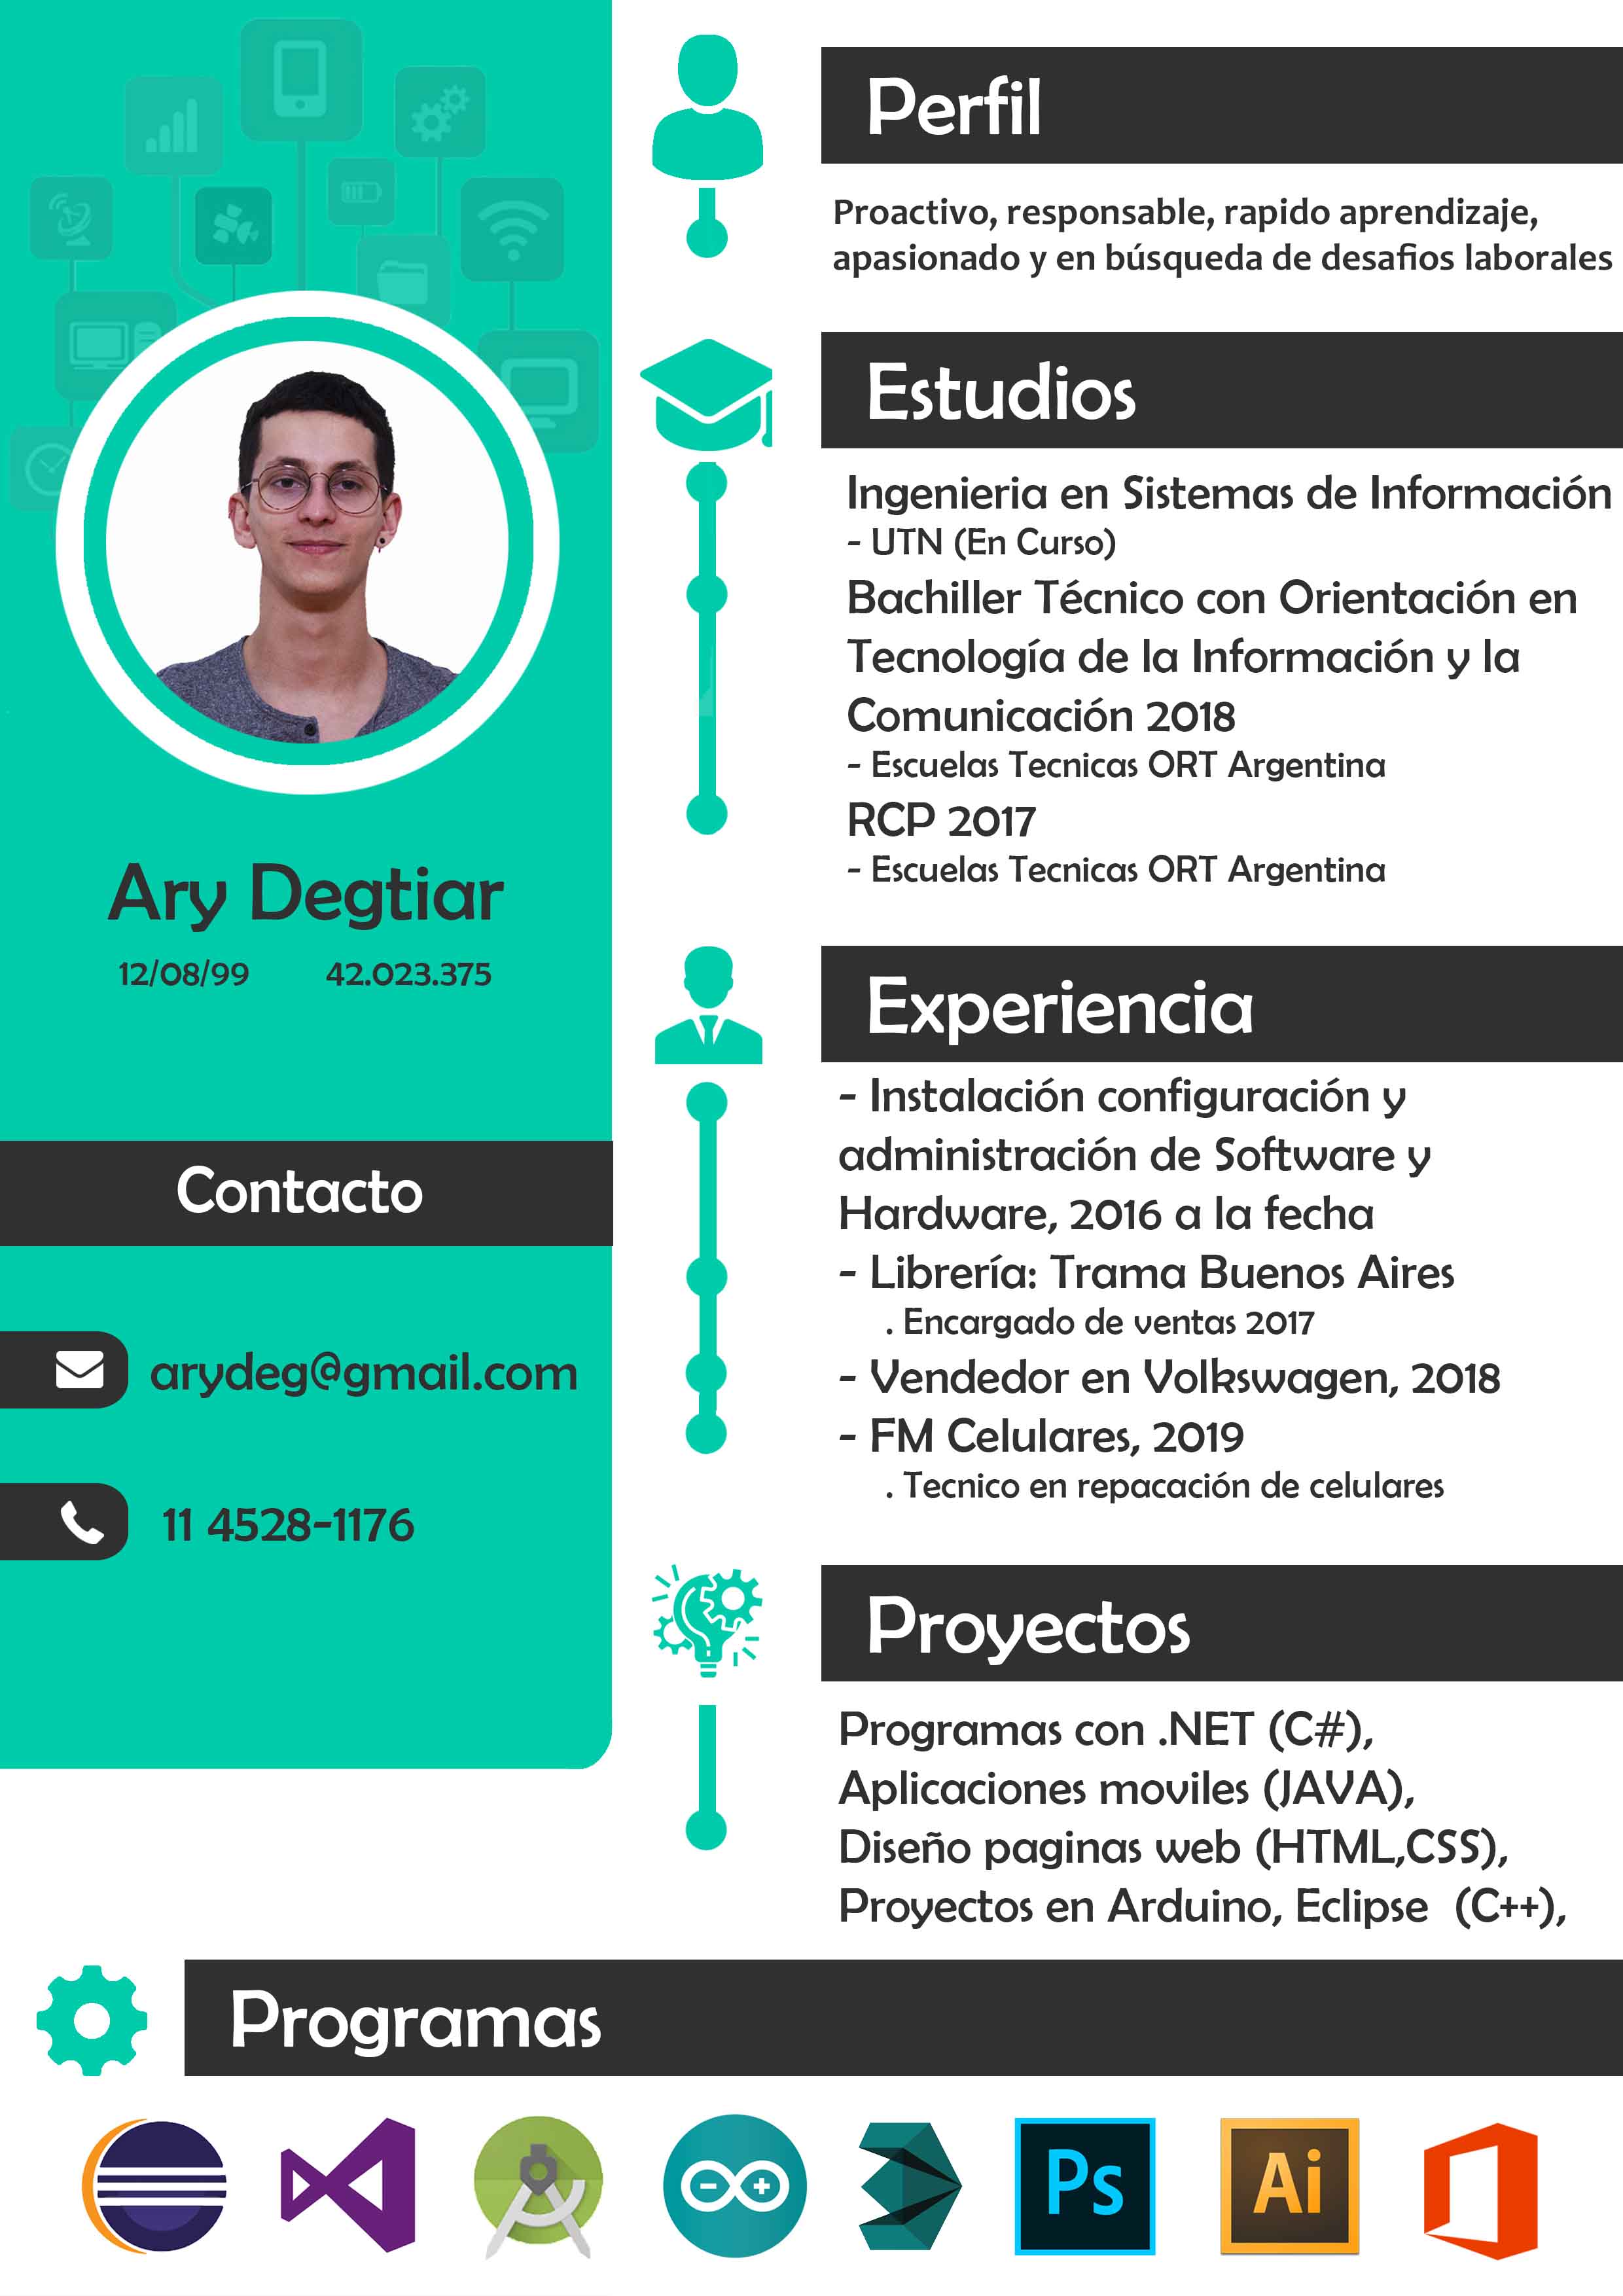 Ary Degtiar
12/08/99 42.023.375
Contacto
arydeg@gmail.com
11 4528-1176
Perfil
Proactivo, responsable, rapido aprendizaje,
apasionado y en búsqueda de desafios laborales
Estudios
Ingenieria en Sistemas de Información
- UTN (En Curso)
Bachiller Técnico con Orientación en
Tecnología de la Información y la
Comunicación 2018
- Escuelas Tecnicas ORT Argentina
RCP 2017
- Escuelas Tecnicas ORT Argentina
Experiencia
- Instalación configuración y
administración de Software y
Hardware, 2016 a la fecha
- Librería: Trama Buenos Aires
. Encargado de ventas 2017
- Vendedor en Volkswagen, 2018
- FM Celulares, 2019
. Tecnico en repacación de celulares
Proyectos
Programas con .NET (C#),
Aplicaciones moviles (JAVA),
Diseño paginas web (HTML,CSS),
Proyectos en Arduino, Eclipse (C++),
Programas
Ps Ai